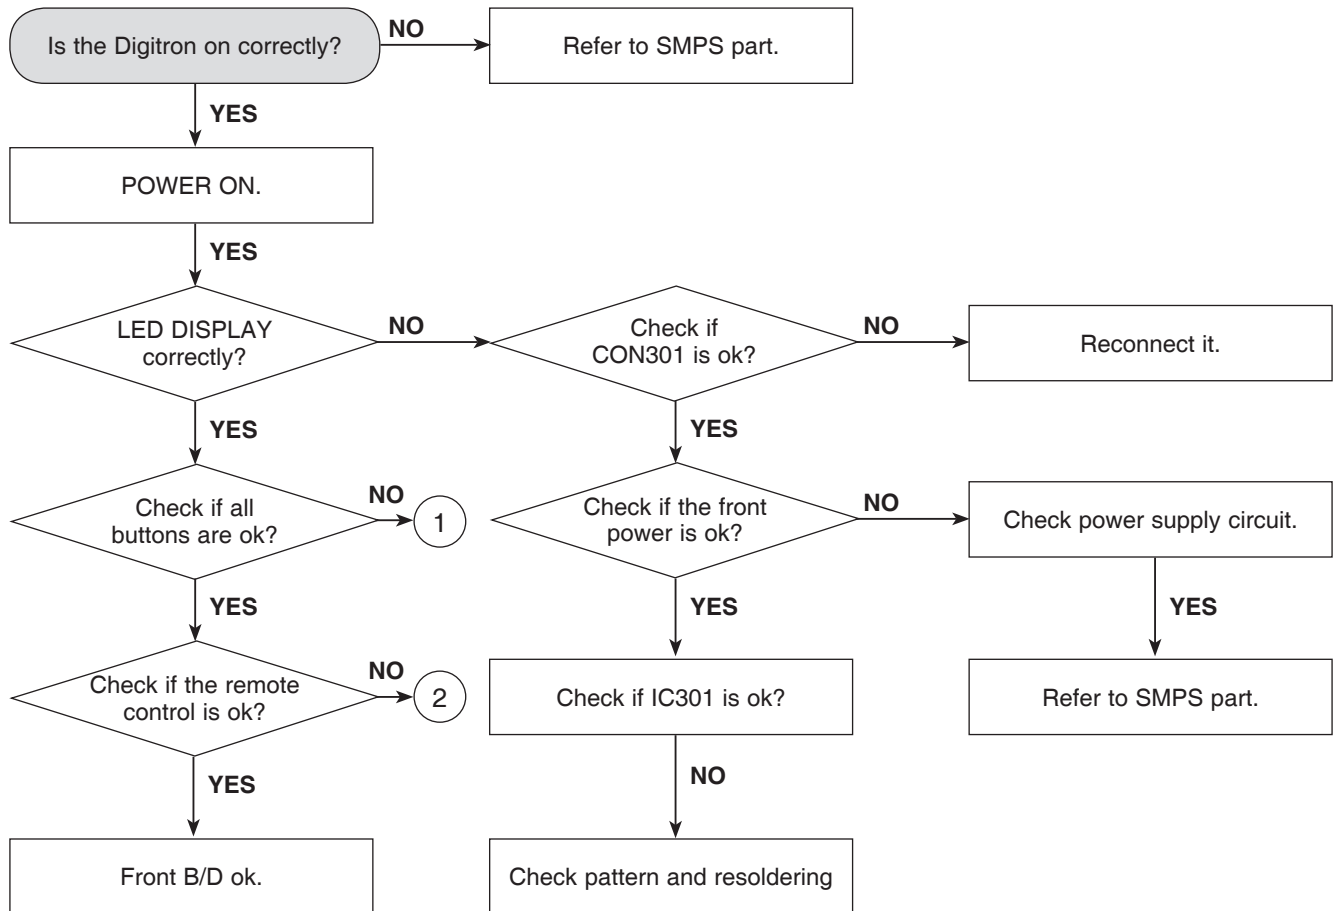 Is the Digitron on correctly?
NO
Refer to SMPS part.
YES
POWER ON.
YES
LED DISPLAY
correctly?
NO
Check if
CON301 is ok?
NO
Reconnect it.
YES
YES
Check if all
buttons are ok?
NO
1
Check if the front
power is ok?
NO
Check power supply circuit.
YES
YES
YES
Check if the remote
control is ok?
NO
2
Check if IC301 is ok?
Refer to SMPS part.
YES
NO
Front B/D ok.
Check pattern and resoldering